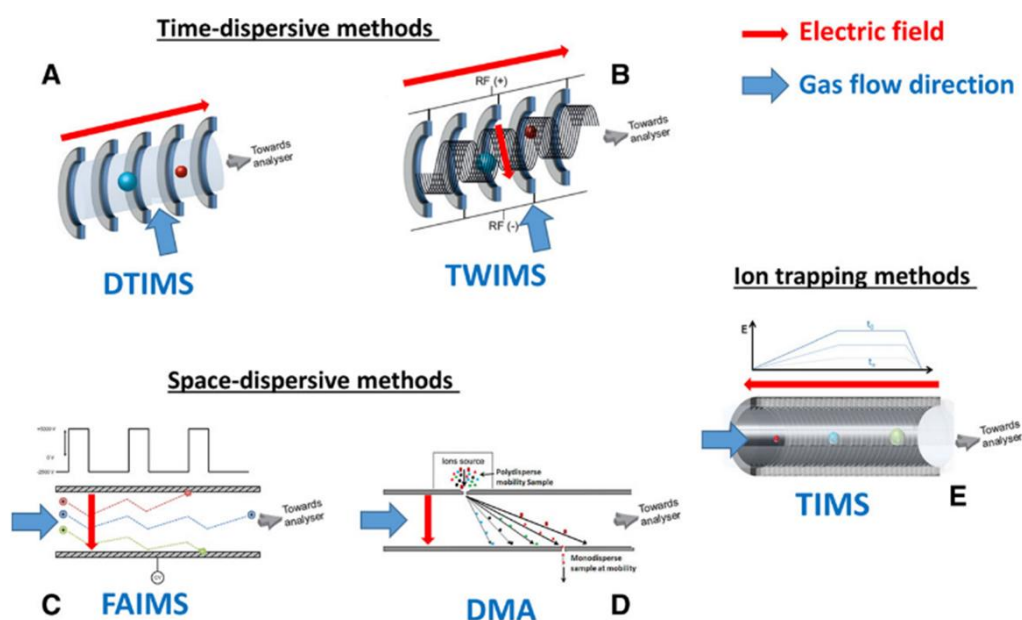 Time-dispersive methods
Electric field
Gas flow direction
A
Towards
analyser
DTIMS
B
RF (+)
RF (-)
Towards
analyser
TWIMS
Ion trapping methods
E
Towards
analyser
TIMS
E
Space-dispersive methods
0 V
Towards
analyser
C
FAIMS
Ions source
Polydisperse
mobility Sample
Towards
analyser
Monodisperse
sample at mobility
DMA
D